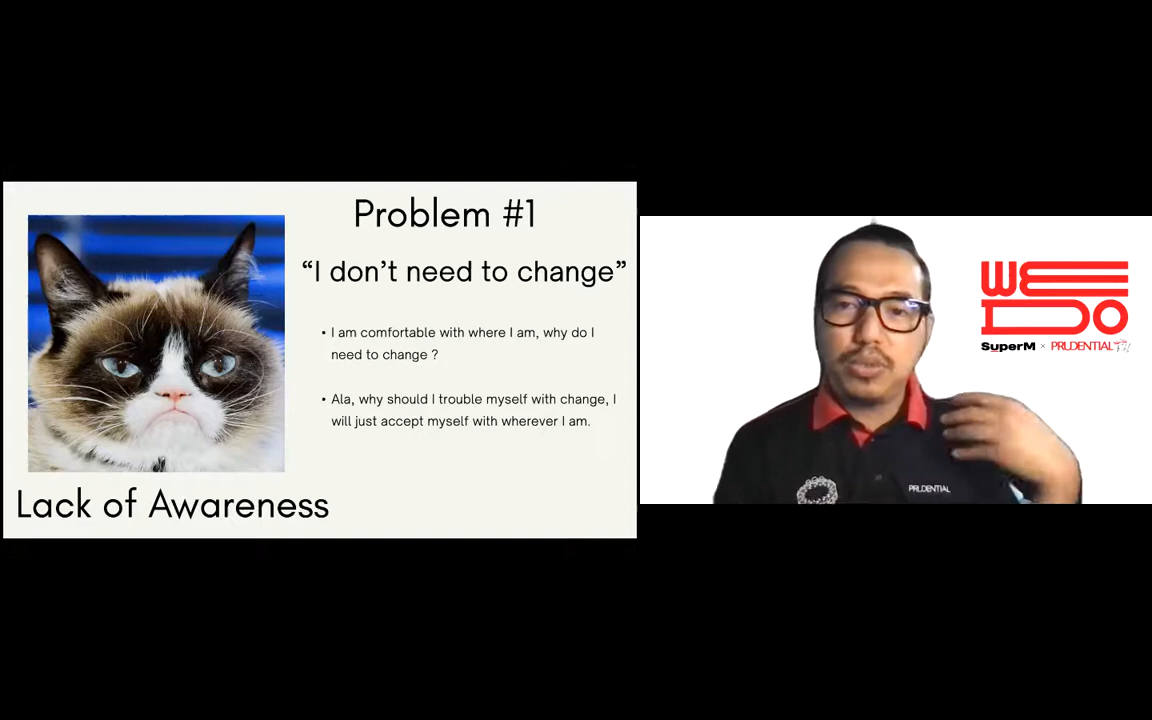 Problem #1
“I don’t need to change”
• I am comfortable with where I am, why do I
need to change ?
• Ala, why should I trouble myself with change, I
will just accept myself with wherever I am.
Lack of Awareness
WE
DO
SuperM × PRUDENTIAL
PRUDENTIAL